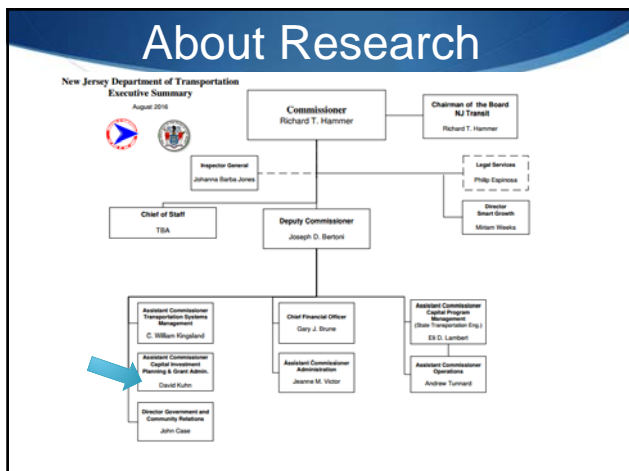 About Research
New Jersey Department of Transportation
Executive Summary
August 2016
Commissioner
Richard T. Hammer
Chairman of the Board
NJ Transit
Richard T. Hammer
Inspector General
Johanna Barba Jones
Legal Services
Philip Espinosa
Chief of Staff
TBA
Deputy Commissioner
Joseph D. Bertoni
Director
Smart Growth
Miriam Weeks
Assistant Commissioner
Transportation Systems
Management
C. William Kingsland
Chief Financial Officer
Gary J. Brune
Assistant Commissioner
Capital Program
Management
(State Transportation Eng.)
Eli D. Lambert
Assistant Commissioner
Capital Investment
Planning & Grant Admin.
David Kuhn
Assistant Commissioner
Administration
Jeanne M. Victor
Assistant Commissioner
Operations
Andrew Tunnard
Director Government and
Community Relations
John Case